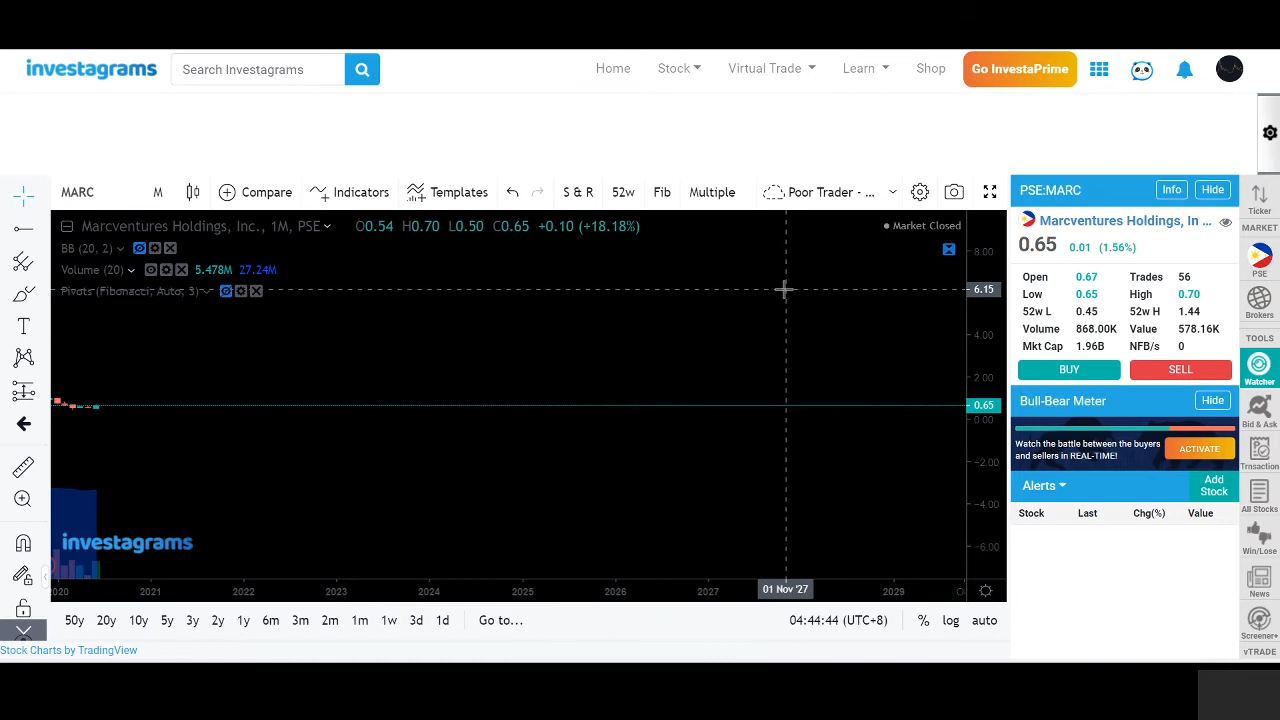 investagrams
Search Investagrams
Home
Stock
Virtual Trade
Learn
Shop
Go InvestaPrime
MARC
M
Compare
Indicators
Templates
S & R
52w
Fib
Multiple
Poor Trader - ...
PSE:MARC
Info
Hide
Ticker
Marcventures Holdings, Inc., 1M, PSE
O0.54 H0.70 L0.50 C0.65 +0.10 (+18.18%)
Market Closed
BB (20, 2)
Volume (20)
5.478M 27.24M
Pivots (Fibonacci, Auto, 3)
8.00
6.15
4.00
2.00
0.65
0.00
−2.00
−4.00
−6.00
Marcventures Holdings, In ...
0.65 0.01 (1.56%)
Open 0.67 Trades 56
Low 0.65 High 0.70
52w L 0.45 52w H 1.44
Volume 868.00K Value 578.16K
Mkt Cap 1.96B NFB/s 0
BUY
SELL
Bull-Bear Meter
Hide
Watch the battle between the buyers
and sellers in REAL-TIME!
ACTIVATE
Alerts
Add
Stock
Stock Last Chg(%) Value
MARKET
PSE
Brokers
TOOLS
Watcher
Bid & Ask
Trnsaction
All Stocks
Win/Lose
News
Screener+
vTRADE
investagrams
2020 2021 2022 2023 2024 2025 2026 2027 01 Nov '27 2029
50y 20y 10y 5y 3y 2y 1y 6m 3m 2m 1m 1w 3d 1d Go to...
04:44:44 (UTC+8)
% log auto
Stock Charts by TradingView